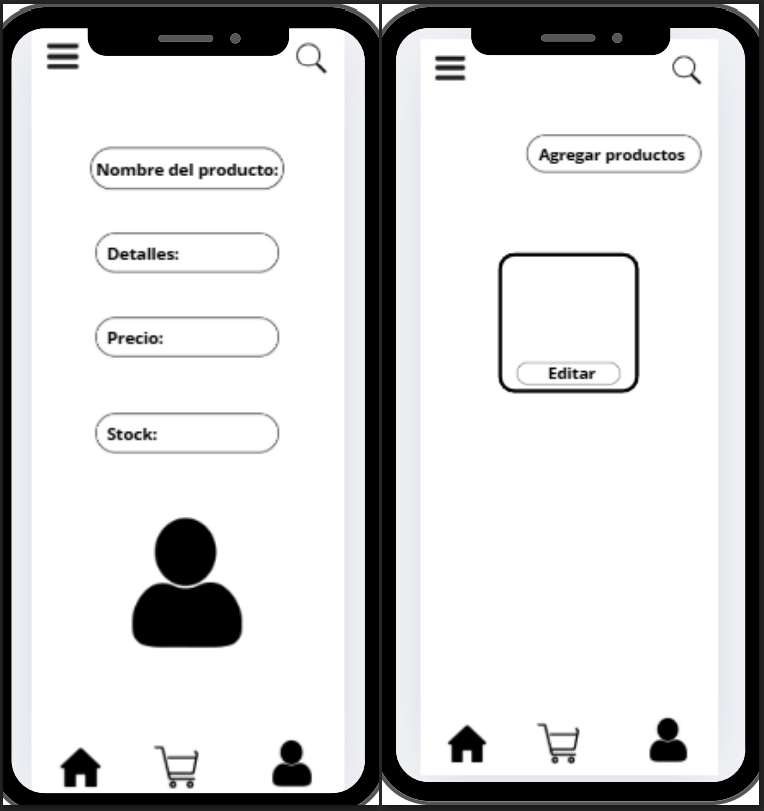 Nombre del producto:
Detalles:
Precio:
Stock:
Agregar productos
Editar